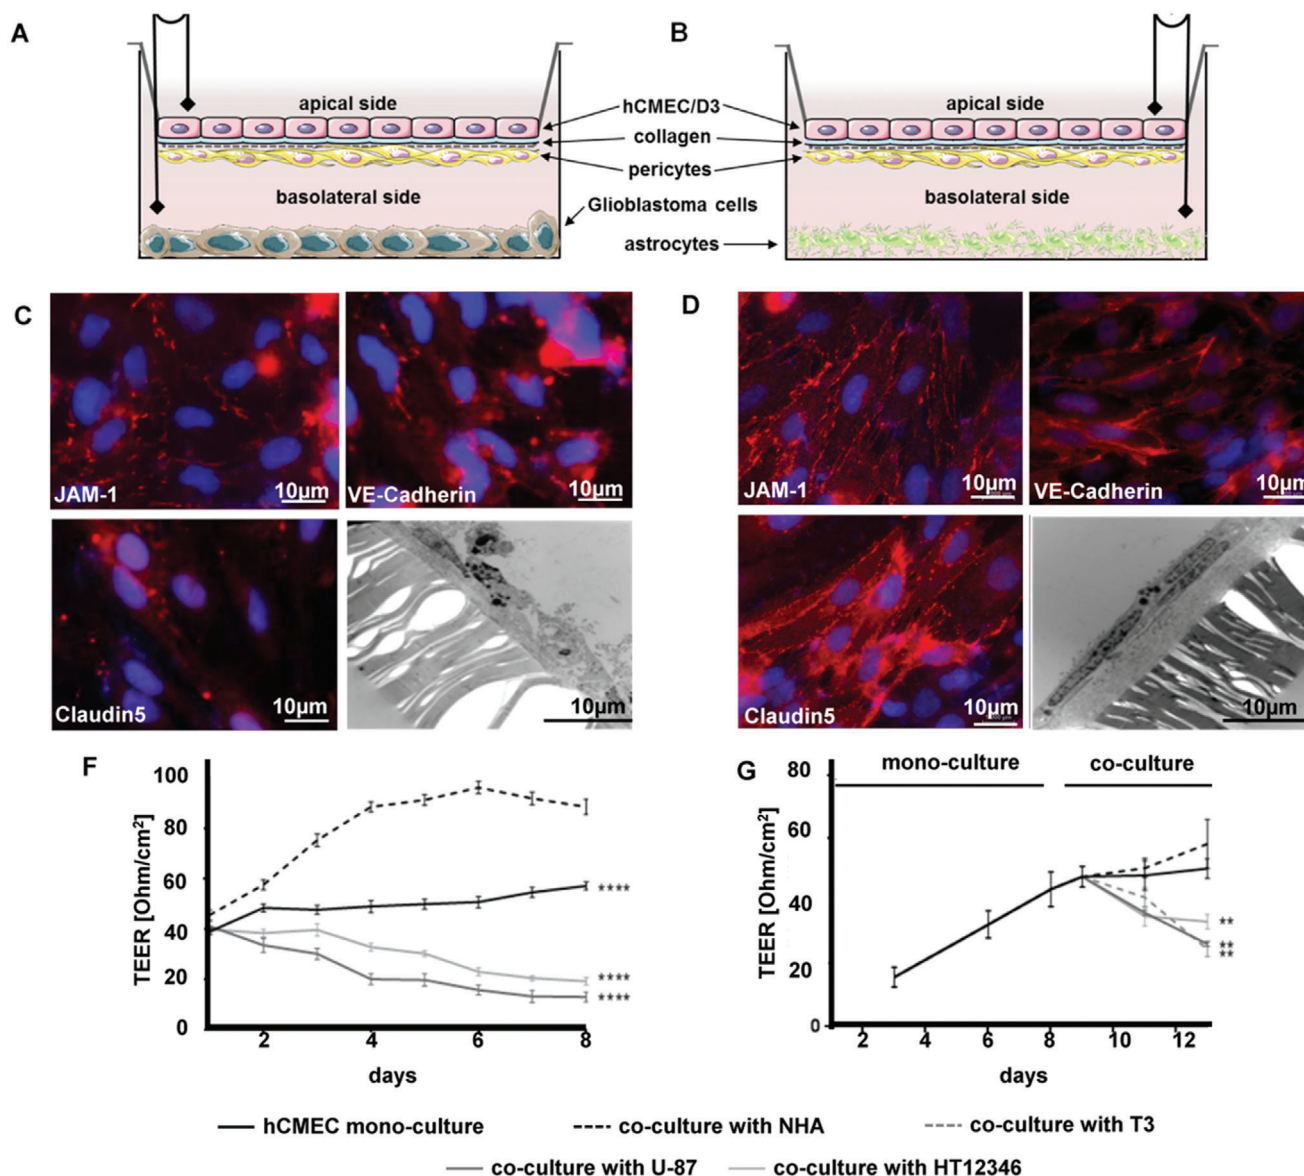 A
B
apical side
hCMEC/D3
apical side
collagen
pericytes
basolateral side
basolateral side
Glioblastoma cells
astrocytes
C
D
JAM-1
10µm
VE-Cadherin
10µm
JAM-1
10µm
VE-Cadherin
10µm
Claudin5
10µm
10µm
Claudin5
10µm
10µm
F
G
mono-culture
co-culture
TEER [Ohm/cm²]
100
80
60
40
20
0
2
4
6
8
days
****
****
****
TEER [Ohm/cm²]
80
60
40
20
0
2
4
6
8
10
12
days
**
**
**
hCMEC mono-culture
co-culture with NHA
co-culture with T3
co-culture with U-87
co-culture with HT12346